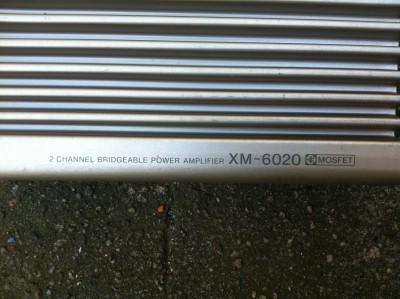 2 CHANNEL BRIDGEABLE POWER AMPLIFIER XM-6020 MOSFET